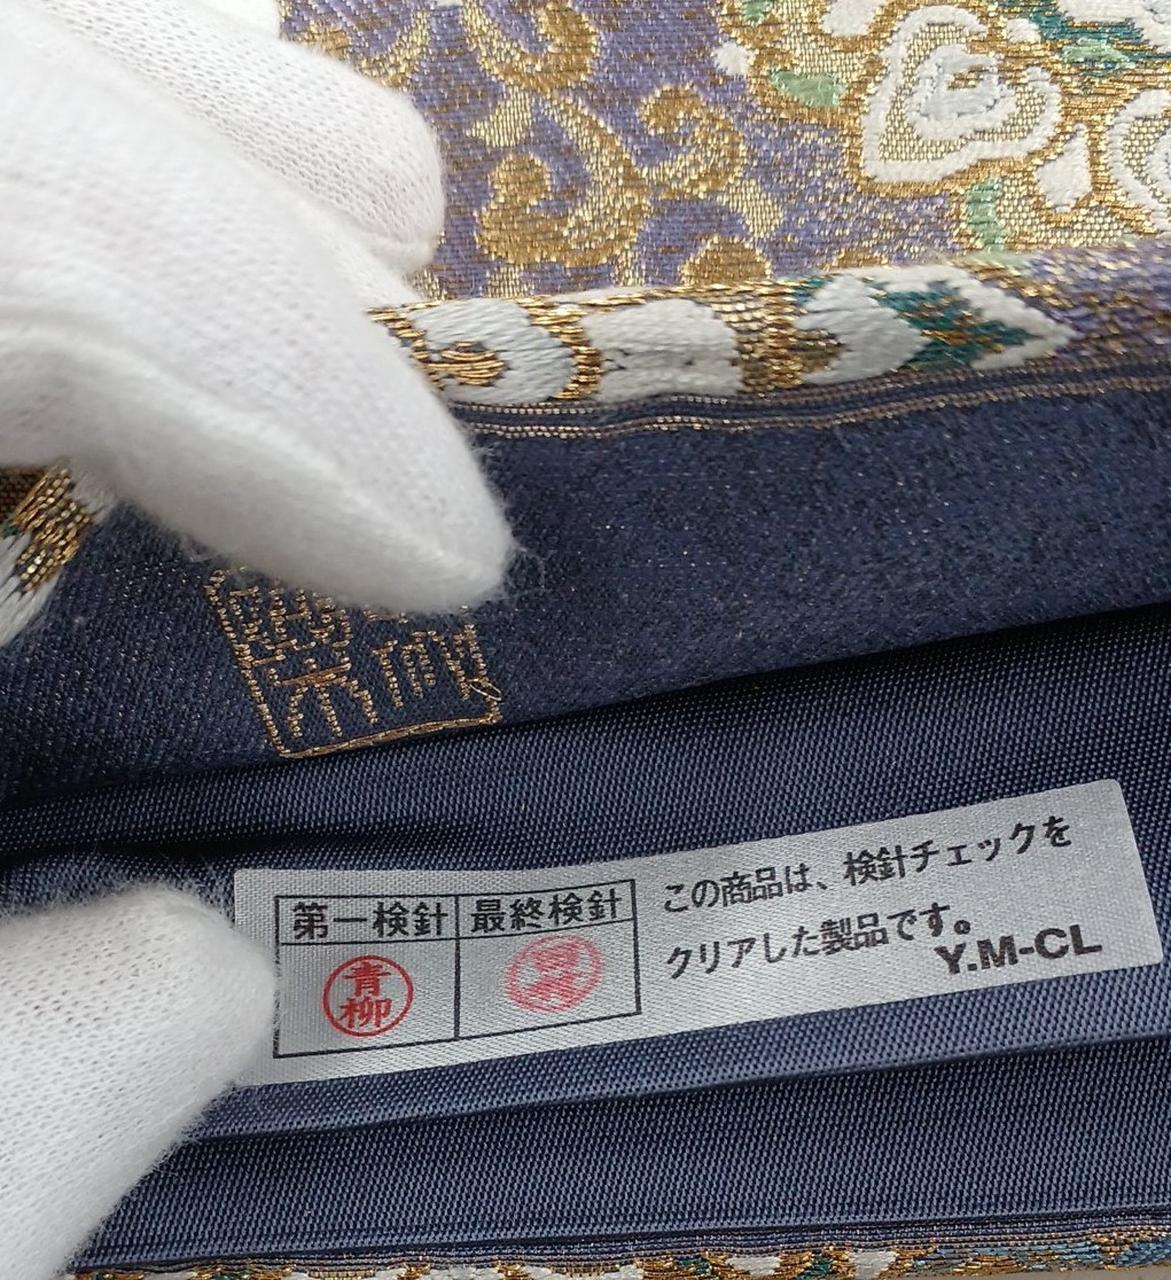 第一検針
最終検針
青柳
この商品は、検針チェックを
クリアした製品です。
Y.M-CL